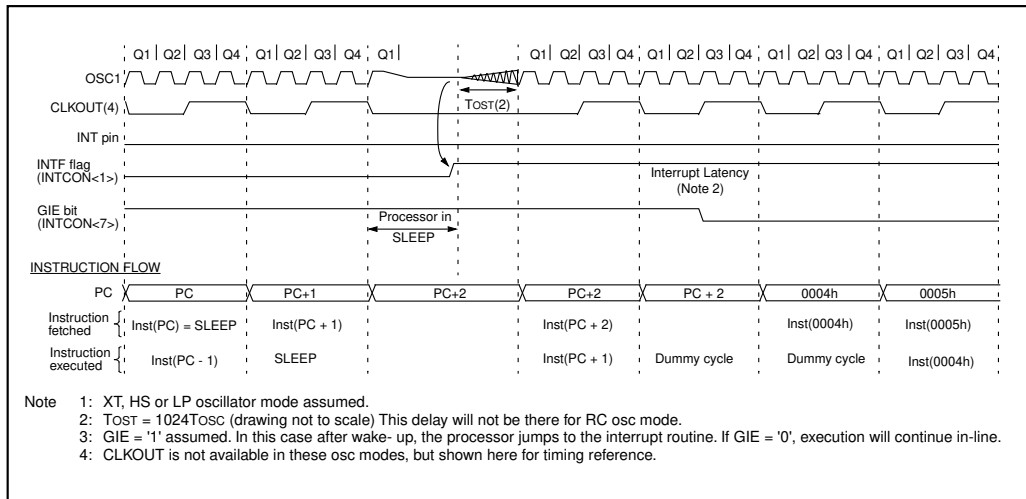 Q1 Q2 Q3 Q4 Q1 Q2 Q3 Q4 Q1 Q1 Q2 Q3 Q4 Q1 Q2 Q3 Q4 Q1 Q2 Q3 Q4 Q1 Q2 Q3 Q4
OSC1
TOST(2)
CLKOUT(4)
INT pin
INTF flag
(INTCON<1>)
Interrupt Latency
(Note 2)
GIE bit
(INTCON<7>)
Processor in
SLEEP
INSTRUCTION FLOW
PC PC PC+1 PC+2 PC+2 PC + 2 0004h 0005h
Instruction
fetched
Inst(PC) = SLEEP Inst(PC + 1) Inst(PC + 2) Inst(0004h) Inst(0005h)
Instruction
executed
Inst(PC - 1) SLEEP Inst(PC + 1) Dummy cycle Dummy cycle Inst(0004h)
Note 1: XT, HS or LP oscillator mode assumed.
2: TOST = 1024TOSC (drawing not to scale) This delay will not be there for RC osc mode.
3: GIE = '1' assumed. In this case after wake- up, the processor jumps to the interrupt routine. If GIE = '0', execution will continue in-line.
4: CLKOUT is not available in these osc modes, but shown here for timing reference.